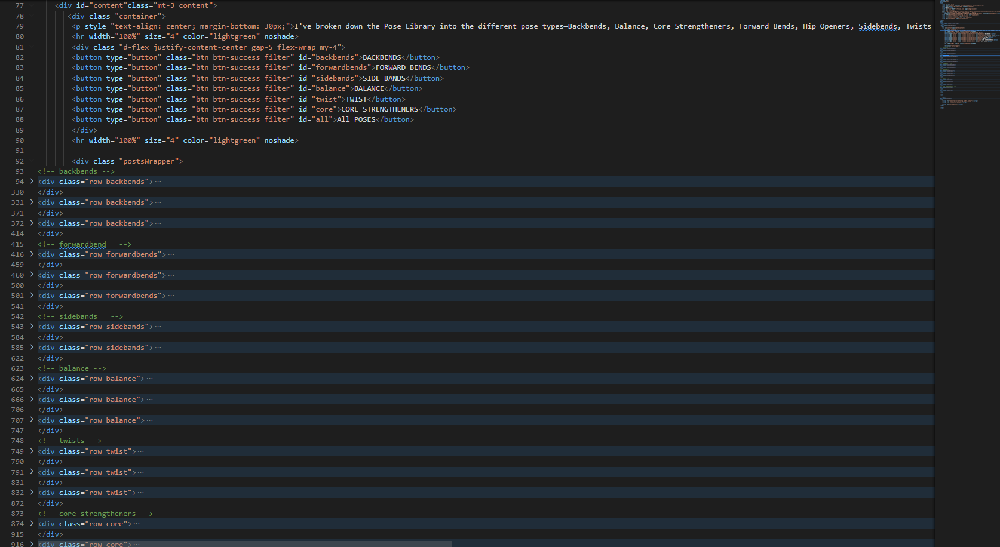 77 <div id="content"class="mt-3 content">
78 <div class="container">
79 <p style="text-align: center; margin-bottom: 30px;">I've broken down the Pose Library into the different pose types—Backbends, Balance, Core Strengtheners, Forward Bends, Hip Openers, Sidebends, Twists
80 <hr width="100%" size="4" color="lightgreen" noshade>
81 <div class="d-flex justify-content-center gap-5 flex-wrap my-4">
82 <button type="button" class="btn btn-success filter" id="backbends">BACKBENDS</button>
83 <button type="button" class="btn btn-success filter" id="forwardbends">FORWARD BENDS</button>
84 <button type="button" class="btn btn-success filter" id="sidebands">SIDE BANDS</button>
85 <button type="button" class="btn btn-success filter" id="balance">BALANCE</button>
86 <button type="button" class="btn btn-success filter" id="twist">TWIST</button>
87 <button type="button" class="btn btn-success filter" id="core">CORE STRENGTHENERS</button>
88 <button type="button" class="btn btn-success filter" id="all">All POSES</button>
89 </div>
90 <hr width="100%" size="4" color="lightgreen" noshade>
91
92 <div class="postsWrapper">
93 <!-- backbends -->
94 <div class="row backbends">…
330 </div>
331 <div class="row backbends">…
371 </div>
372 <div class="row backbends">…
414 </div>
415 <!-- forwardbend -->
416 <div class="row forwardbends">…
459 </div>
460 <div class="row forwardbends">…
500 </div>
501 <div class="row forwardbends">…
541 </div>
542 <!-- sidebands -->
543 <div class="row sidebands">…
584 </div>
585 <div class="row sidebands">…
622 </div>
623 <!-- balance -->
624 <div class="row balance">…
665 </div>
666 <div class="row balance">…
706 </div>
707 <div class="row balance">…
747 </div>
748 <!-- twists -->
749 <div class="row twist">…
790 </div>
791 <div class="row twist">…
831 </div>
832 <div class="row twist">…
872 </div>
873 <!-- core strengtheners -->
874 <div class="row core">…
915 </div>
916 <div class="row core">…